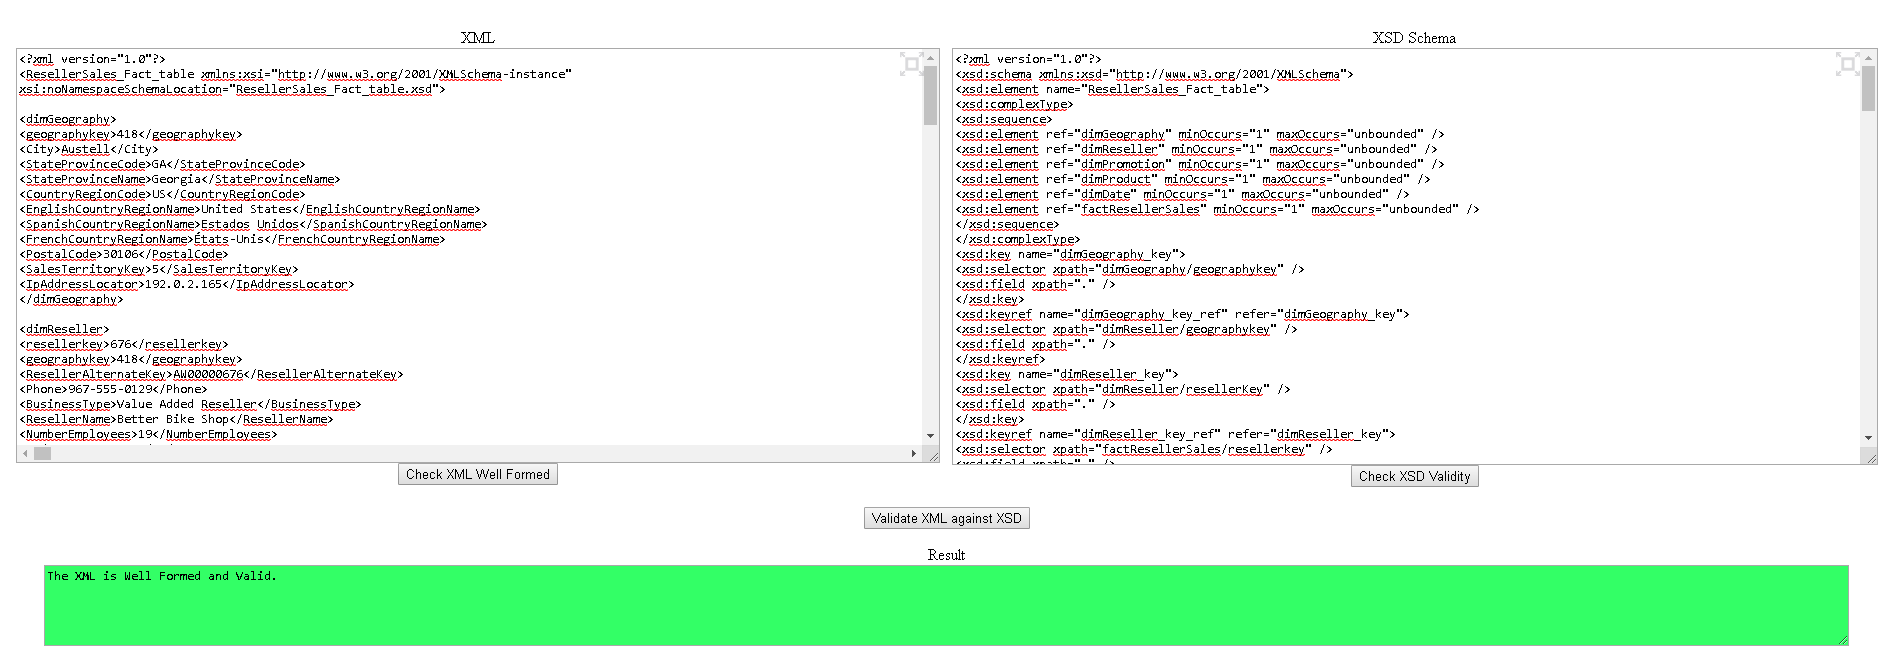 XML
<?xml version="1.0"?>
<ResellerSales_Fact_table xmlns:xsi="http://www.w3.org/2001/XMLSchema-instance"
xsi:noNamespaceSchemaLocation="ResellerSales_Fact_table.xsd">
<dimGeography>
<geographykey>418</geographykey>
<City>Austell</City>
<StateProvinceCode>GA</StateProvinceCode>
<StateProvinceName>Georgia</StateProvinceName>
<CountryRegionCode>US</CountryRegionCode>
<EnglishCountryRegionName>United States</EnglishCountryRegionName>
<SpanishCountryRegionName>Estados Unidos</SpanishCountryRegionName>
<FrenchCountryRegionName>États-Unis</FrenchCountryRegionName>
<PostalCode>30106</PostalCode>
<SalesTerritoryKey>5</SalesTerritoryKey>
<IpAddressLocator>192.0.2.165</IpAddressLocator>
</dimGeography>
<dimReseller>
<resellerkey>676</resellerkey>
<geographykey>418</geographykey>
<ResellerAlternateKey>AW00000676</ResellerAlternateKey>
<Phone>967-555-0129</Phone>
<BusinessType>Value Added Reseller</BusinessType>
<ResellerName>Better Bike Shop</ResellerName>
<NumberEmployees>19</NumberEmployees>
Check XML Well Formed
XSD Schema
<?xml version="1.0"?>
<xsd:schema xmlns:xsd="http://www.w3.org/2001/XMLSchema">
<xsd:element name="ResellerSales_Fact_table">
<xsd:complexType>
<xsd:sequence>
<xsd:element ref="dimGeography" minOccurs="1" maxOccurs="unbounded" />
<xsd:element ref="dimReseller" minOccurs="1" maxOccurs="unbounded" />
<xsd:element ref="dimPromotion" minOccurs="1" maxOccurs="unbounded" />
<xsd:element ref="dimProduct" minOccurs="1" maxOccurs="unbounded" />
<xsd:element ref="dimDate" minOccurs="1" maxOccurs="unbounded" />
<xsd:element ref="factResellerSales" minOccurs="1" maxOccurs="unbounded" />
</xsd:sequence>
</xsd:complexType>
<xsd:key name="dimGeography_key">
<xsd:selector xpath="dimGeography/geographykey" />
<xsd:field xpath="." />
</xsd:key>
<xsd:keyref name="dimGeography_key_ref" refer="dimGeography_key">
<xsd:selector xpath="dimReseller/geographykey" />
<xsd:field xpath="." />
</xsd:keyref>
<xsd:key name="dimReseller_key">
<xsd:selector xpath="dimReseller/resellerKey" />
<xsd:field xpath="." />
</xsd:key>
<xsd:keyref name="dimReseller_key_ref" refer="dimReseller_key">
<xsd:selector xpath="factResellerSales/resellerkey" />
<xsd:field xpath="." />
Check XSD Validity
Validate XML against XSD
Result
The XML is Well Formed and Valid.